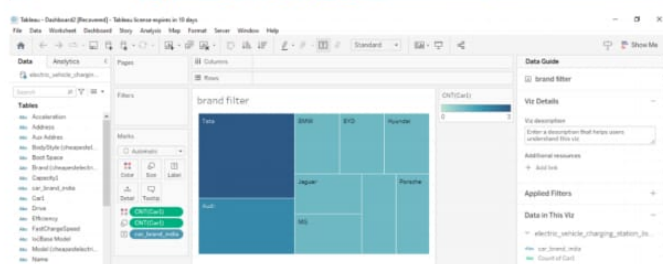 Tableau - Dashboard2 [Recovered] - Tableau license expires in 10 days
File Data Worksheet Dashboard Story Analysis Map Format Server Window Help
Standard
Show Me
Data Analytics
electric_vehicle_chargin...
Search
Tables
Acceleration
Address
Aux Address
BodyStyle (cheapestel...
Boot Space
Brand (cheapestelectri...
Capacity1
car_brand_india
Car1
Drive
Efficiency
FastChargeSpeed
Model (cheapestelectri...
Name
Pages
Filters
Marks
Automatic
Color Size Label
Detail Tooltip
CNT(Car1)
CNT(Car1)
car_brand_india
Columns
Rows
brand filter
Tata
Audi
BMW
BYD
Hyundai
Jaguar
Porsche
MG
CNT(Car1)
Data Guide
brand filter
Viz Details
Viz description
Enter a description that helps users
understand this viz
Additional resources
+ Add link
Applied Filters
Data in This Viz
electric_vehicle_charging_station_lis...
car_brand_india
Count of Car1